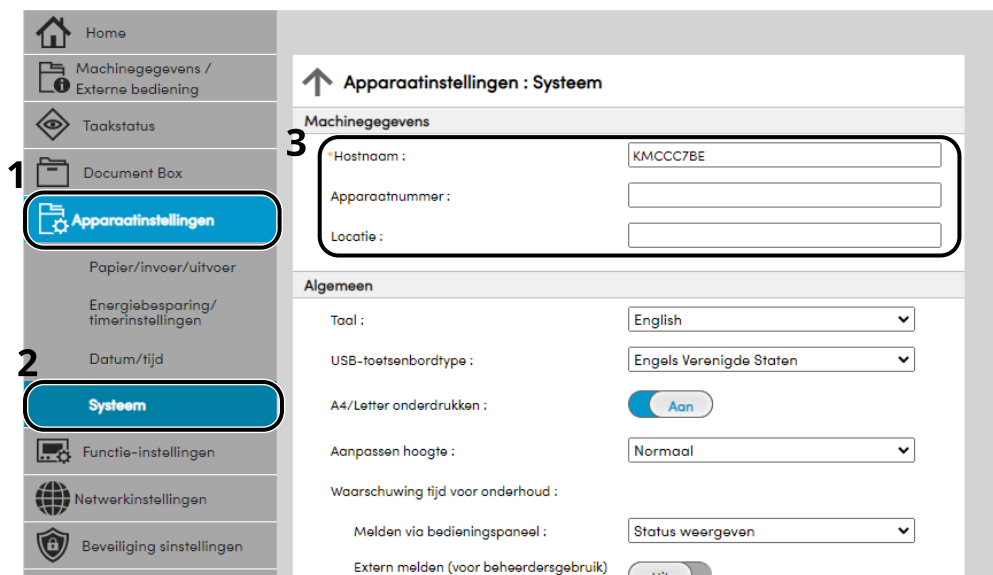 Home
Machinegegevens /
Externe bediening
Taakstatus
1
Document Box
Apparaatinstellingen
Papier/invoer/uitvoer
Energiebesparing/
timerinstellingen
Datum/tijd
2
Systeem
Functie-instellingen
Netwerkinstellingen
Beveiliging sinstellingen
Apparaatinstellingen : Systeem
Machinegegevens
3
*Hostnaam : KMCCC7BE
Apparaatnummer :
Locatie :
Algemeen
Taal : English
USB-toetsenbordtype : Engels Verenigde Staten
A4/Letter onderdrukken : Aan
Aanpassen hoogte : Normaal
Waarschuwing tijd voor onderhoud :
Melden via bedieningspaneel : Status weergeven
Extern melden (voor beheerdersgebruik)